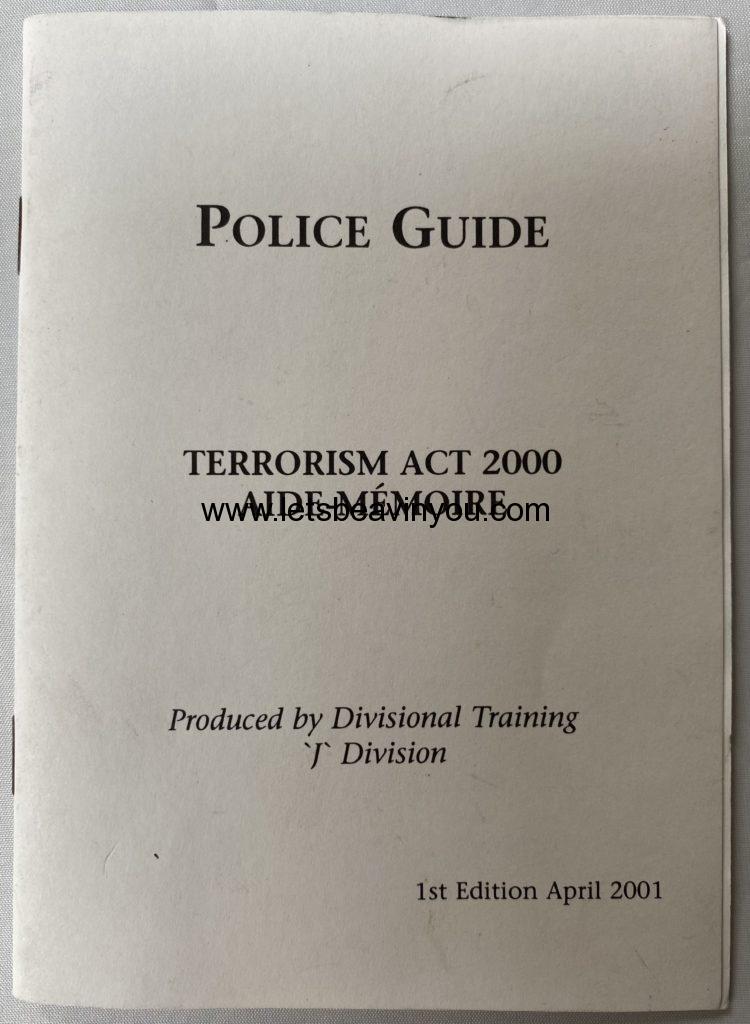 POLICE GUIDE
TERRORISM ACT 2000
AIDE-MÉMOIRE
www.letsbeavinyou.com
Produced by Divisional Training
`J` Division
1st Edition April 2001